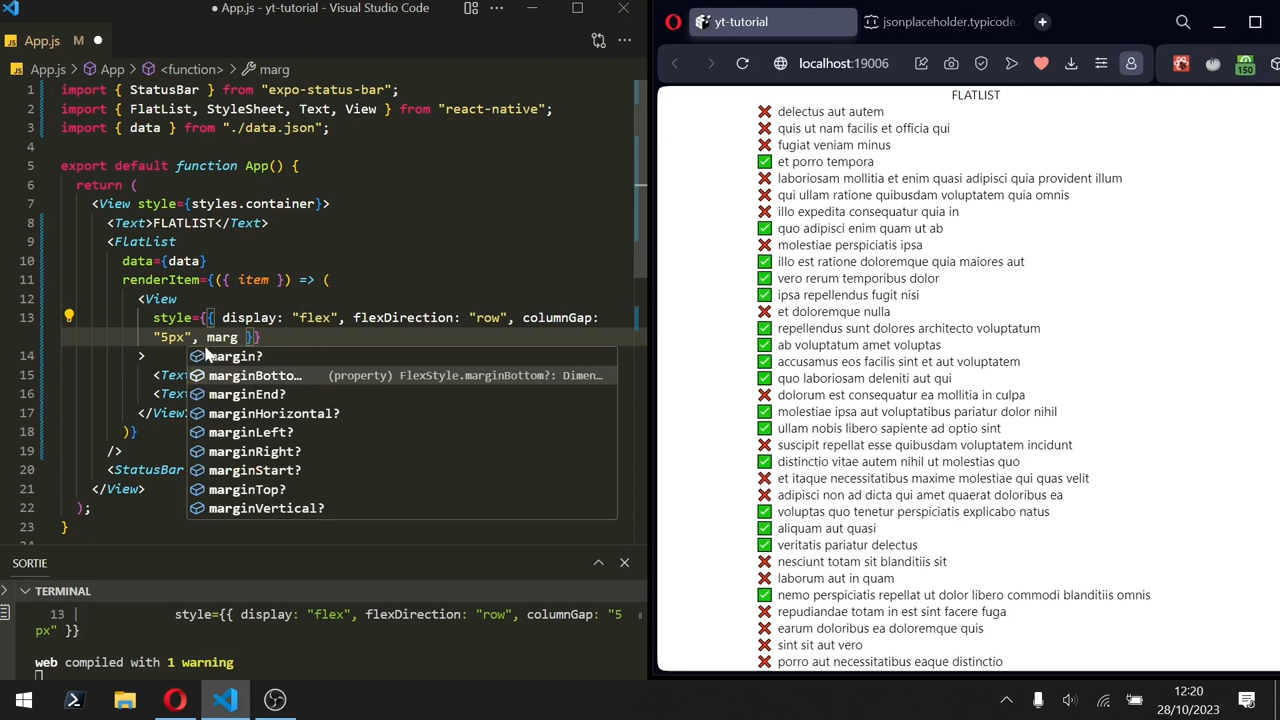 ● App.js - yt-tutorial - Visual Studio Code
App.js M ●
App.js > App > <function> > marg
1 import { StatusBar } from "expo-status-bar";
2 import { FlatList, StyleSheet, Text, View } from "react-native";
3 import { data } from "./data.json";
4
5 export default function App() {
6 return (
7 <View style={styles.container}>
8 <Text>FLATLIST</Text>
9 <FlatList
10 data={data}
11 renderItem={({ item }) => (
12 <View
13 style={{ display: "flex", flexDirection: "row", columnGap:
"5px", marg }}
14 >
margin?
15 <Tex
marginBotto… (property) FlexStyle.marginBottom?: Dimen…
16 <Tex
marginEnd?
17 </View
marginHorizontal?
18 )}
marginLeft?
19 />
marginRight?
20 <StatusBar
marginStart?
21 </View>
marginTop?
22 );
marginVertical?
23 }
SORTIE
TERMINAL
13 | style={{ display: "flex", flexDirection: "row", columnGap: "5
px" }}
web compiled with 1 warning
yt-tutorial
jsonplaceholder.typicode.
localhost:19006
150
FLATLIST
❌ delectus aut autem
❌ quis ut nam facilis et officia qui
❌ fugiat veniam minus
✅ et porro tempora
❌ laboriosam mollitia et enim quasi adipisci quia provident illum
❌ qui ullam ratione quibusdam voluptatem quia omnis
❌ illo expedita consequatur quia in
✅ quo adipisci enim quam ut ab
❌ molestiae perspiciatis ipsa
✅ illo est ratione doloremque quia maiores aut
✅ vero rerum temporibus dolor
✅ ipsa repellendus fugit nisi
❌ et doloremque nulla
✅ repellendus sunt dolores architecto voluptatum
✅ ab voluptatum amet voluptas
✅ accusamus eos facilis sint et aut voluptatem
✅ quo laboriosam deleniti aut qui
❌ dolorum est consequatur ea mollitia in culpa
✅ molestiae ipsa aut voluptatibus pariatur dolor nihil
✅ ullam nobis libero sapiente ad optio sint
❌ suscipit repellat esse quibusdam voluptatem incidunt
✅ distinctio vitae autem nihil ut molestias quo
❌ et itaque necessitatibus maxime molestiae qui quas velit
❌ adipisci non ad dicta qui amet quaerat doloribus ea
✅ voluptas quo tenetur perspiciatis explicabo natus
✅ aliquam aut quasi
✅ veritatis pariatur delectus
❌ nesciunt totam sit blanditiis sit
❌ laborum aut in quam
✅ nemo perspiciatis repellat ut dolor libero commodi blanditiis omnis
❌ repudiandae totam in est sint facere fuga
❌ earum doloribus ea doloremque quis
❌ sint sit aut vero
❌ porro aut necessitatibus eaque distinctio
12:20
28/10/2023